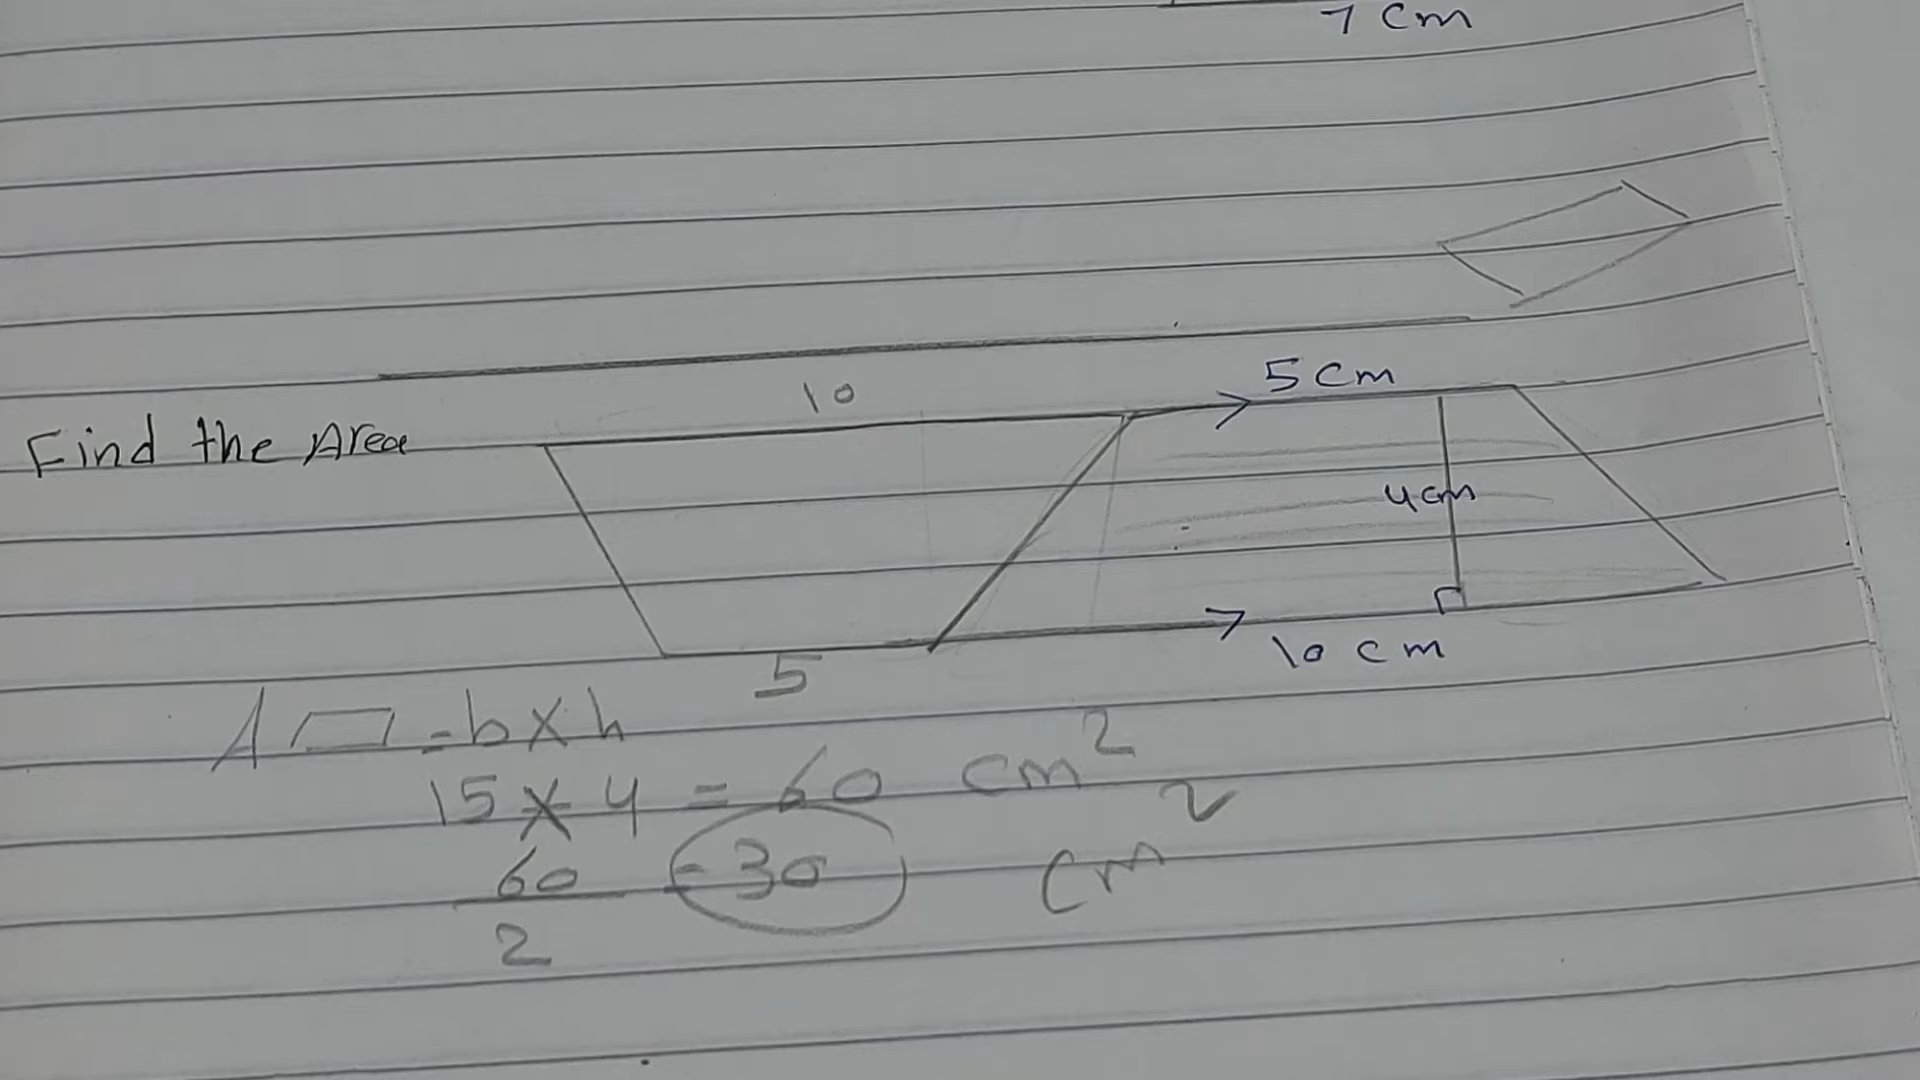 7 cm
10
5 cm
Find the Area
4cm
10 cm
5
A▱ = b x h
15 x 4 = 60 cm²
60
2
= 30 cm²